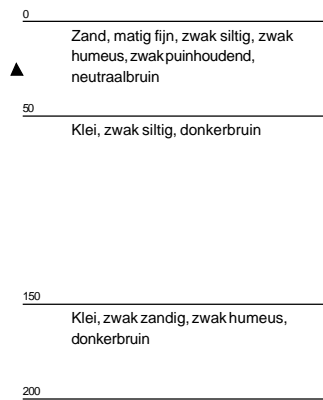 0
Zand, matig fijn, zwak siltig, zwak
humeus, zwak puinhoudend,
neutraalbruin
50
Klei, zwak siltig, donkerbruin
150
Klei, zwak zandig, zwak humeus,
donkerbruin
200